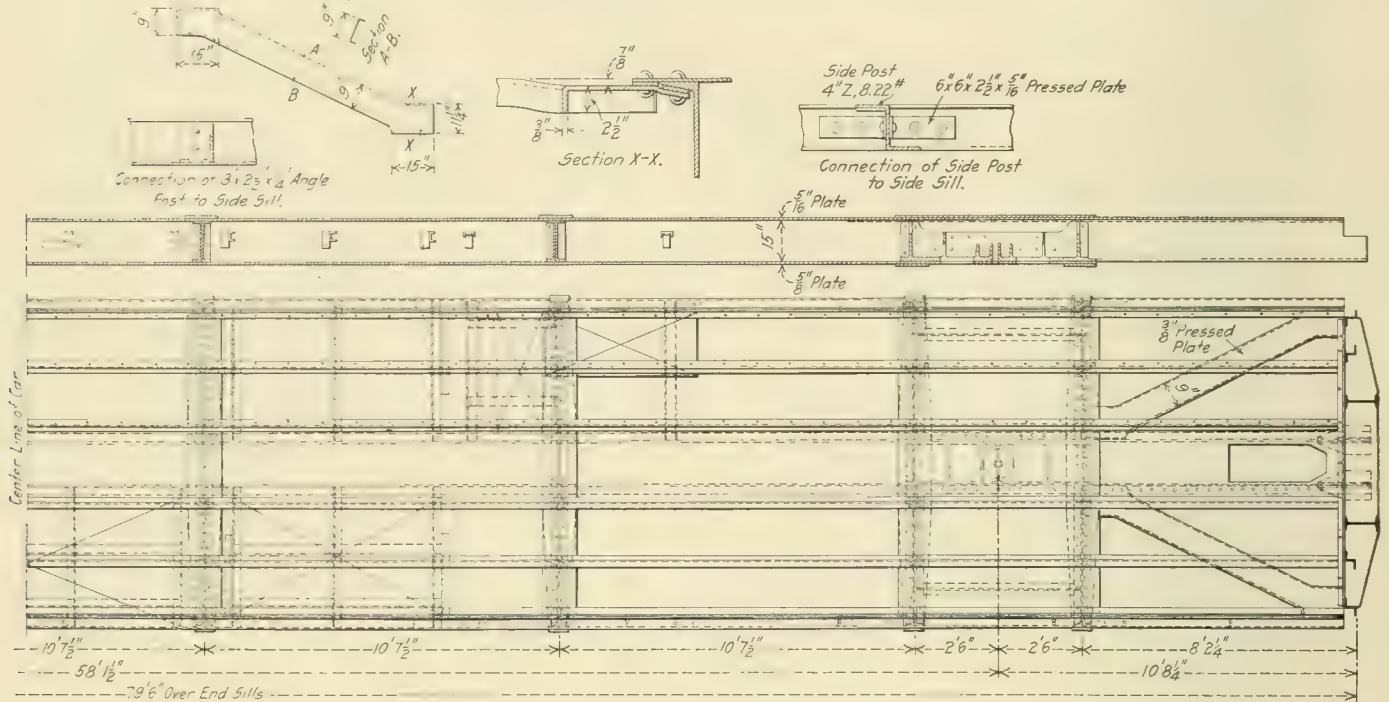 9"
9"
Section
A-B.
15"
A
B
9"
X
X
11¼"
15"
Connection of 3"x2½"x¼" Angle
Post to Side Sill.
7/8"
3/8"
2½"
Section X-X.
Side Post
4"Z, 8.22#
6"x6"x2½"x5/16" Pressed Plate
Connection of Side Post
to Side Sill.
5/16" Plate
15"
5/8" Plate
3/8" Pressed
Plate
9"
Center Line of Car
10'7½"
10'7½"
10'7½"
2'6"
2'6"
8'2¼"
58'1½"
10'8¼"
79'6" Over End Sills